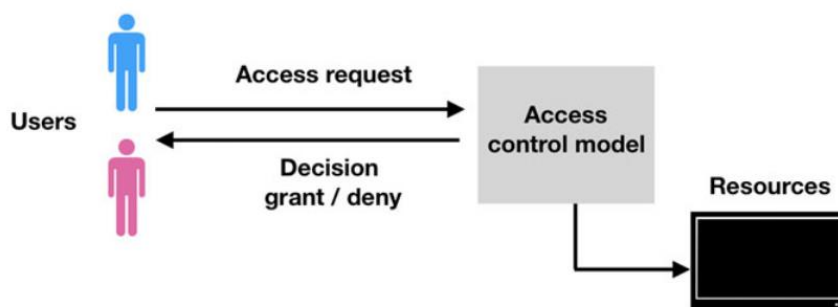 Users
Access request
Decision
grant / deny
Access
control model
Resources